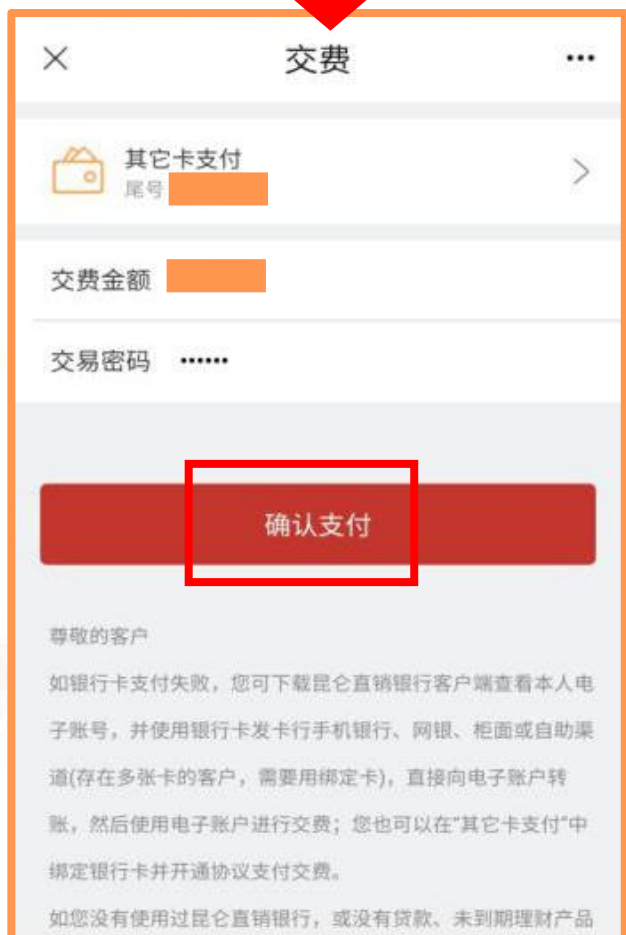 交费
其它卡支付
尾号
交费金额
交易密码 ••••••
确认支付
尊敬的客户
如银行卡支付失败，您可下载昆仑直销银行客户端查看本人电
子账号，并使用银行卡发卡行手机银行、网银、柜面或自助渠
道(存在多张卡的客户，需要用绑定卡)，直接向电子账户转
账，然后使用电子账户进行交费；您也可以在"其它卡支付"中
绑定银行卡并开通协议支付交费。
如您没有使用过昆仑直销银行，或没有贷款、未到期理财产品